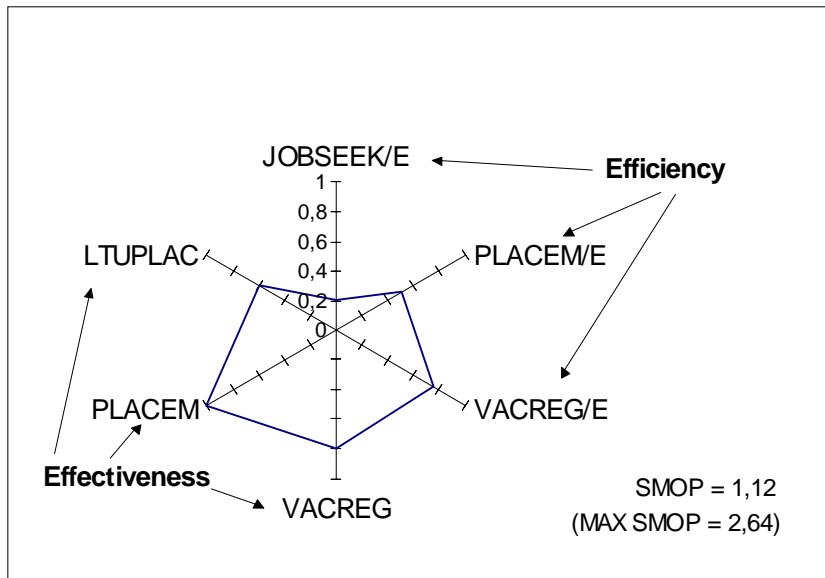 JOBSEEK/E
Efficiency
1
0,8
0,6
0,4
0,2
0
LTUPLAC
PLACEM/E
PLACEM
VACREG/E
Effectiveness
VACREG
SMOP = 1,12
(MAX SMOP = 2,64)